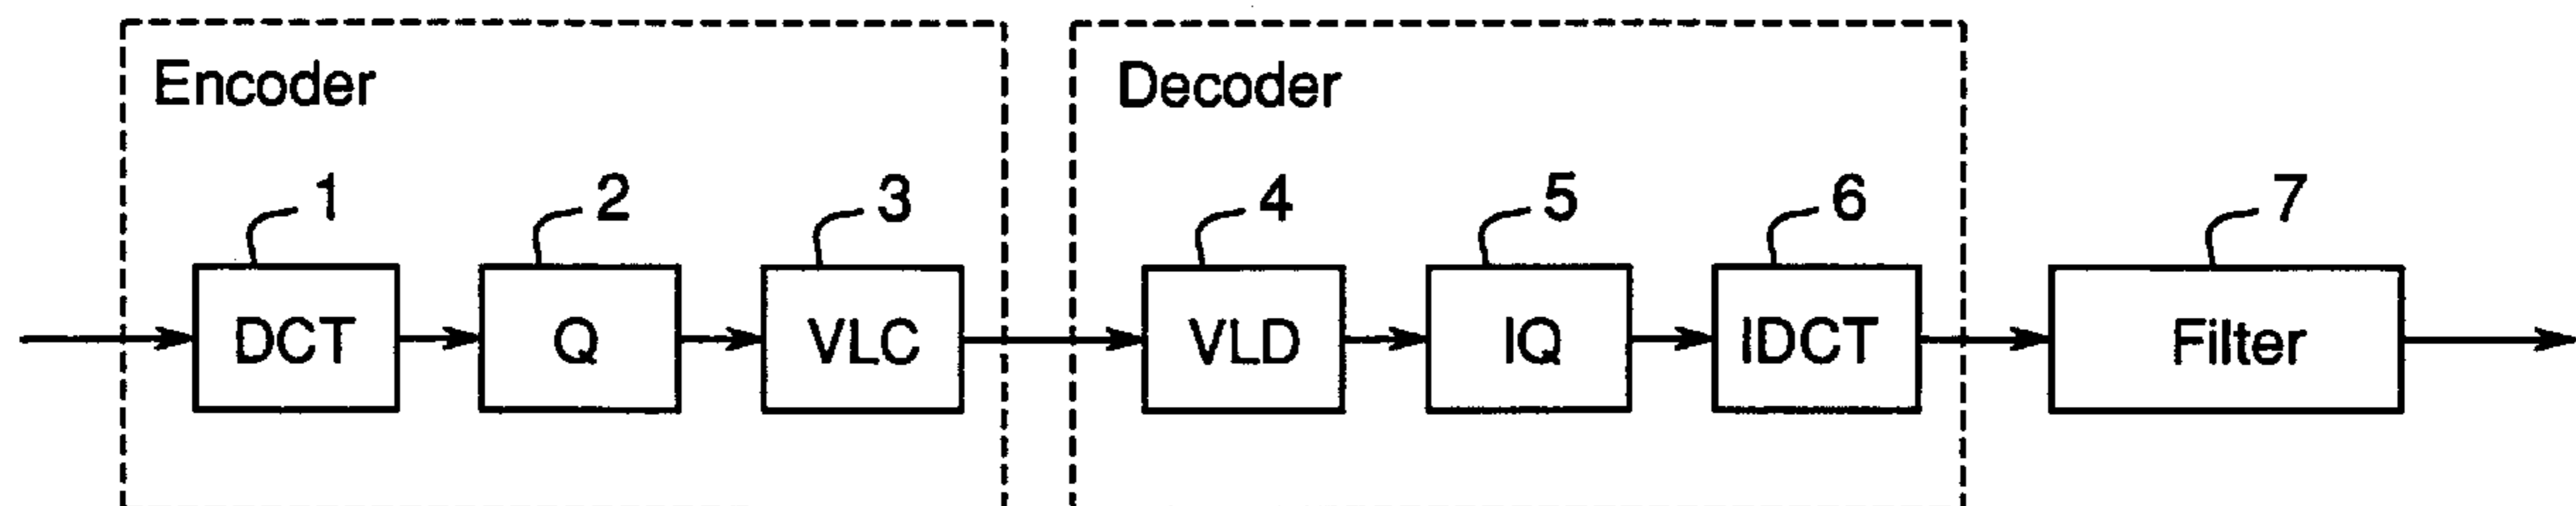 Encoder
Decoder
1
2
3
4
5
6
7
DCT
Q
VLC
VLD
IQ
IDCT
Filter